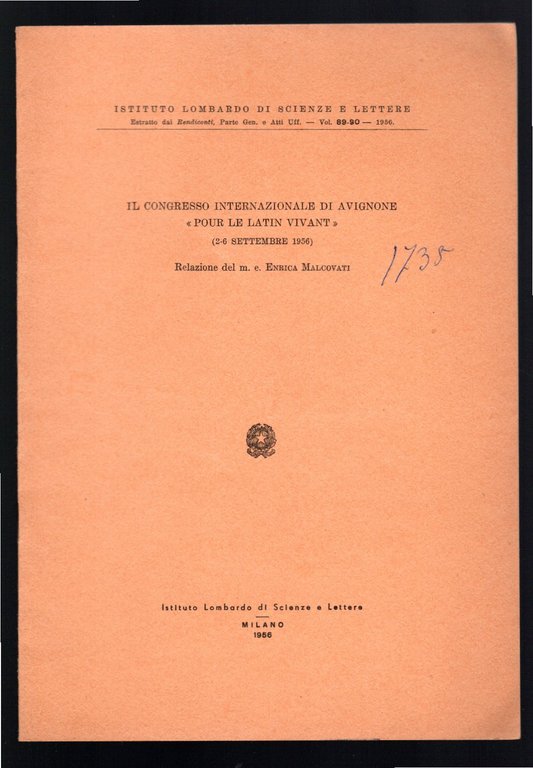 ISTITUTO LOMBARDO DI SCIENZE E LETTERE
Estratto dai Rendiconti, Parte Gen. e Atti Uff. — Vol. 89-90 — 1956.
IL CONGRESSO INTERNAZIONALE DI AVIGNONE
« POUR LE LATIN VIVANT »
(2-6 SETTEMBRE 1956)
1735
Relazione del m. e. ENRICA MALCOVATI
Istituto Lombardo di Scienze e Lettere
MILANO
1956